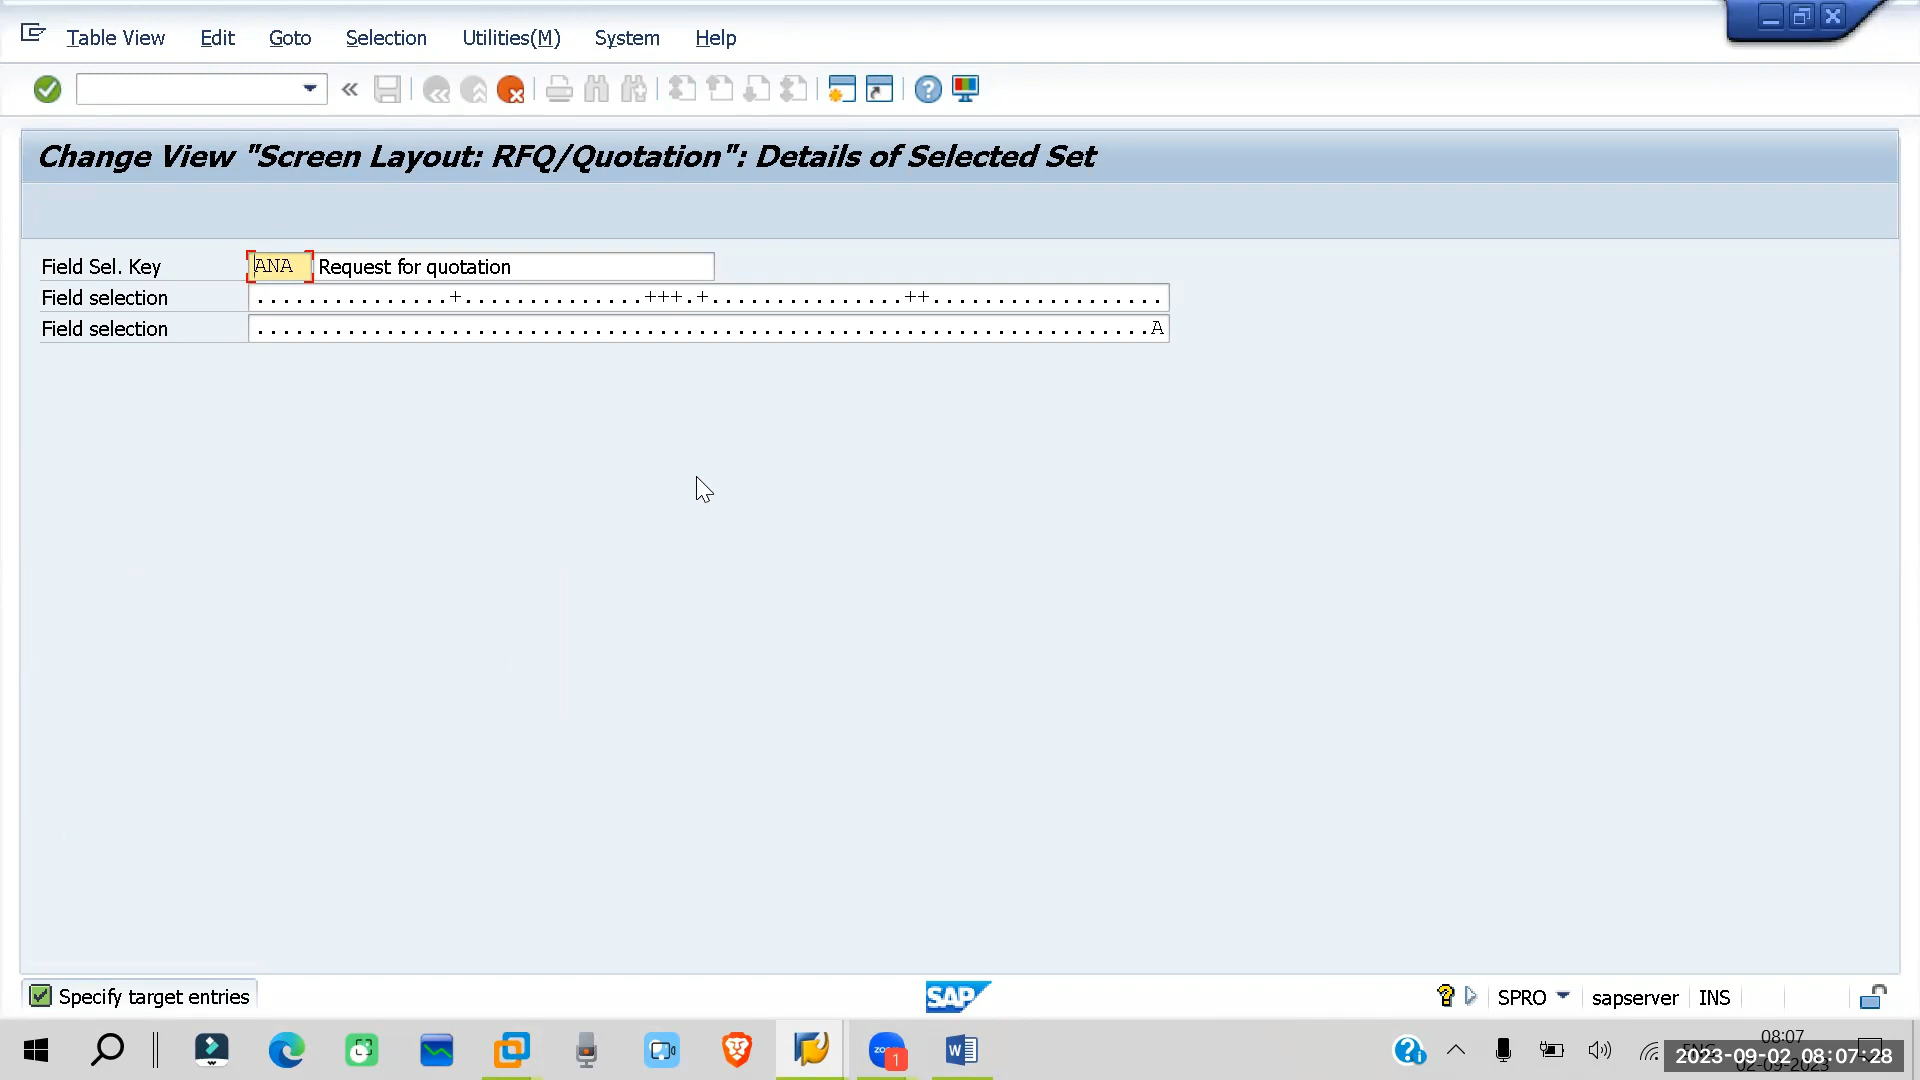 Table View Edit Goto Selection Utilities(M) System Help
Change View "Screen Layout: RFQ/Quotation": Details of Selected Set
Field Sel. Key ANA Request for quotation
Field selection ...............+..............+++.+...............++..................
Field selection ......................................................................A
Specify target entries
SAP
SPRO sapserver INS
08:07
2023-09-02 08:07:28
1